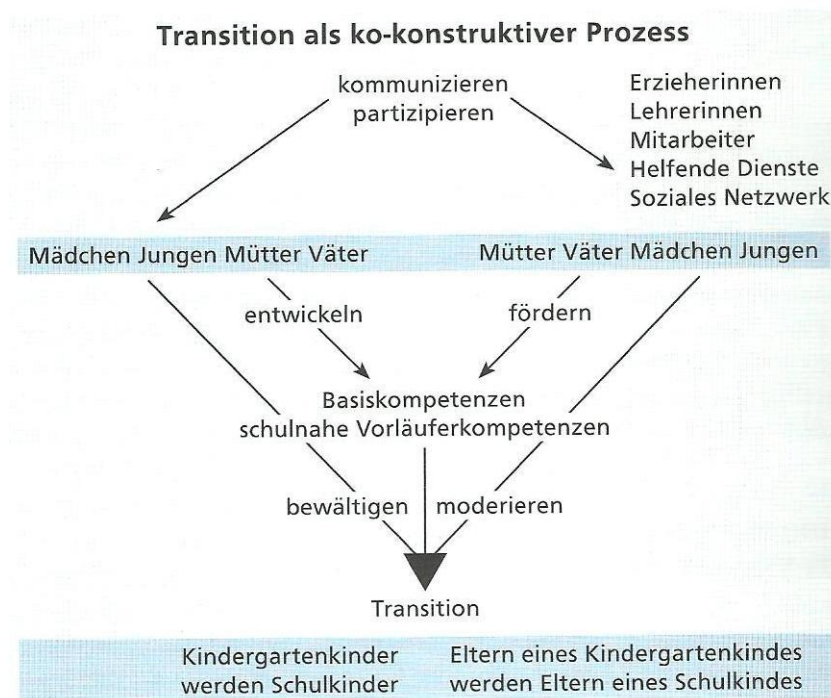 Transition als ko-konstruktiver Prozess
kommunizieren
partizipieren
Erzieherinnen
Lehrerinnen
Mitarbeiter
Helfende Dienste
Soziales Netzwerk
Mädchen Jungen Mütter Väter
Mütter Väter Mädchen Jungen
entwickeln
fördern
Basiskompetenzen
schulnahe Vorläuferkompetenzen
bewältigen
moderieren
Transition
Kindergartenkinder
werden Schulkinder
Eltern eines Kindergartenkindes
werden Eltern eines Schulkindes